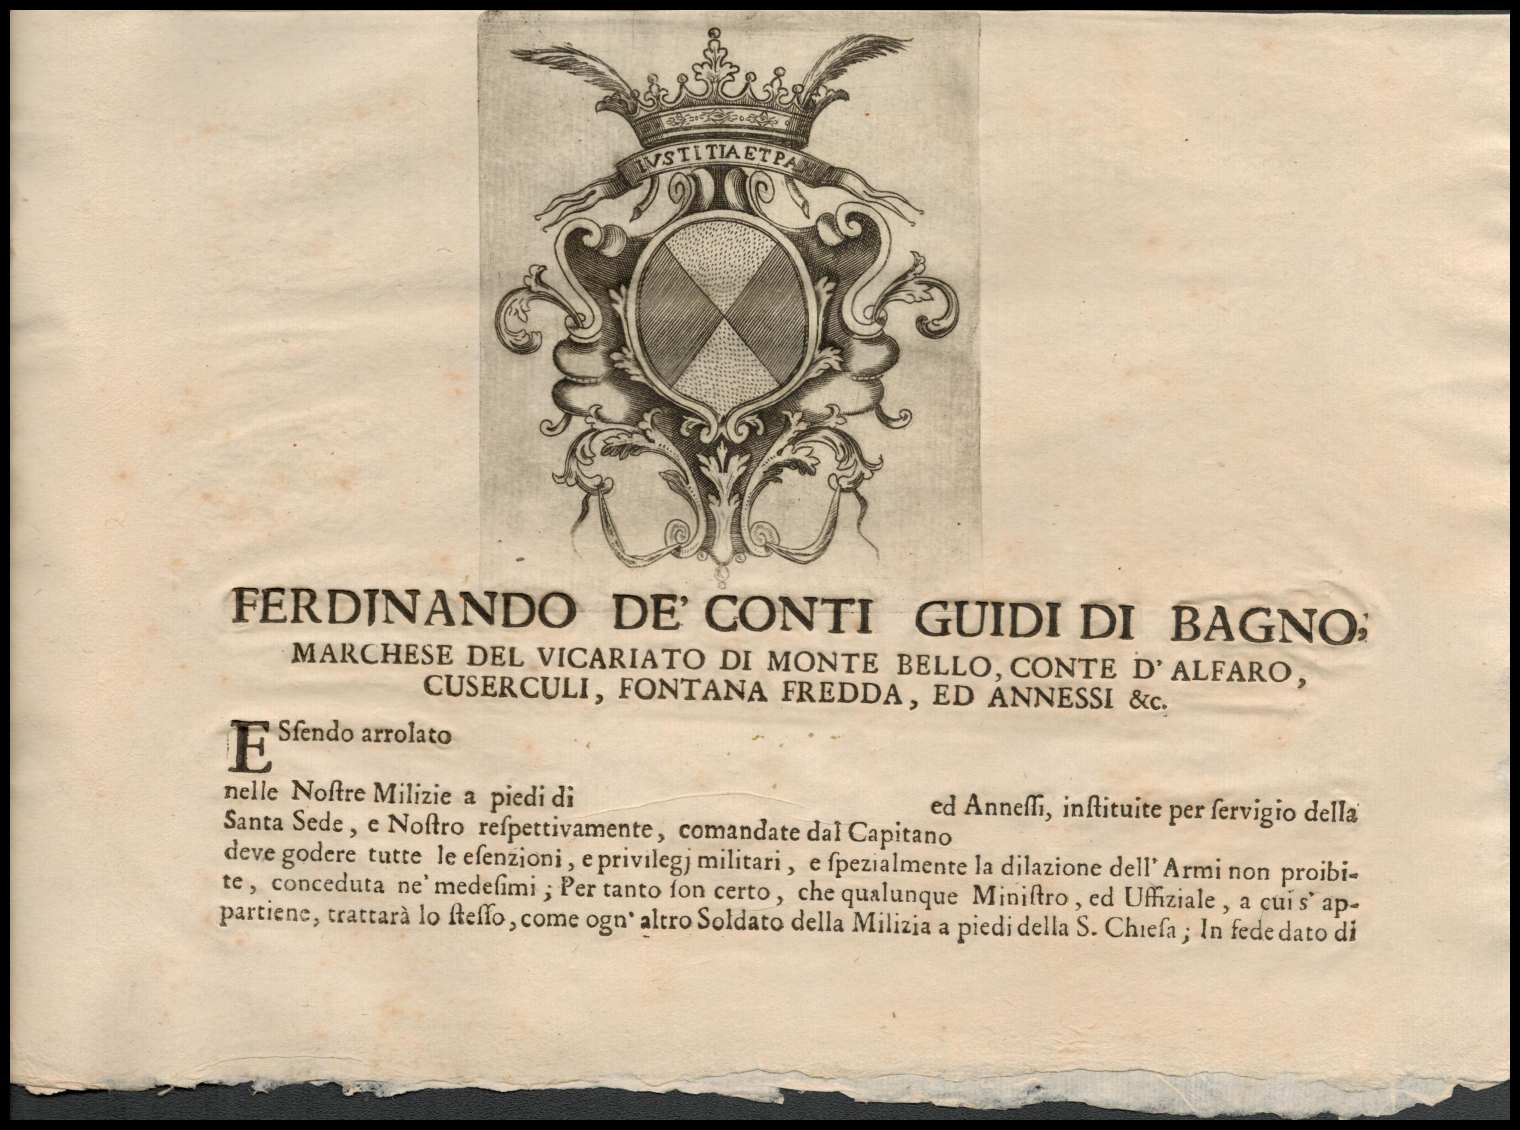 IVSTITIA ET PA
FERDINANDO DE' CONTI GUIDI DI BAGNO,
MARCHESE DEL VICARIATO DI MONTE BELLO, CONTE D' ALFARO,
CUSERCULI, FONTANA FREDDA, ED ANNESSI &c.
ESsendo arrolato
nelle Noſtre Milizie a piedi di ed Anneſſi, inſtituite per ſervigio della
Santa Sede, e Noſtro reſpettivamente, comandate dal Capitano
deve godere tutte le eſenzioni, e privilegj militari, e ſpezialmente la dilazione dell' Armi non proibi-
te, conceduta ne' medeſimi; Per tanto ſon certo, che qualunque Miniſtro, ed Uffiziale, a cui s' ap-
partiene, trattarà lo ſteſſo, come ogn' altro Soldato della Milizia a piedi della S. Chieſa; In fede dato di